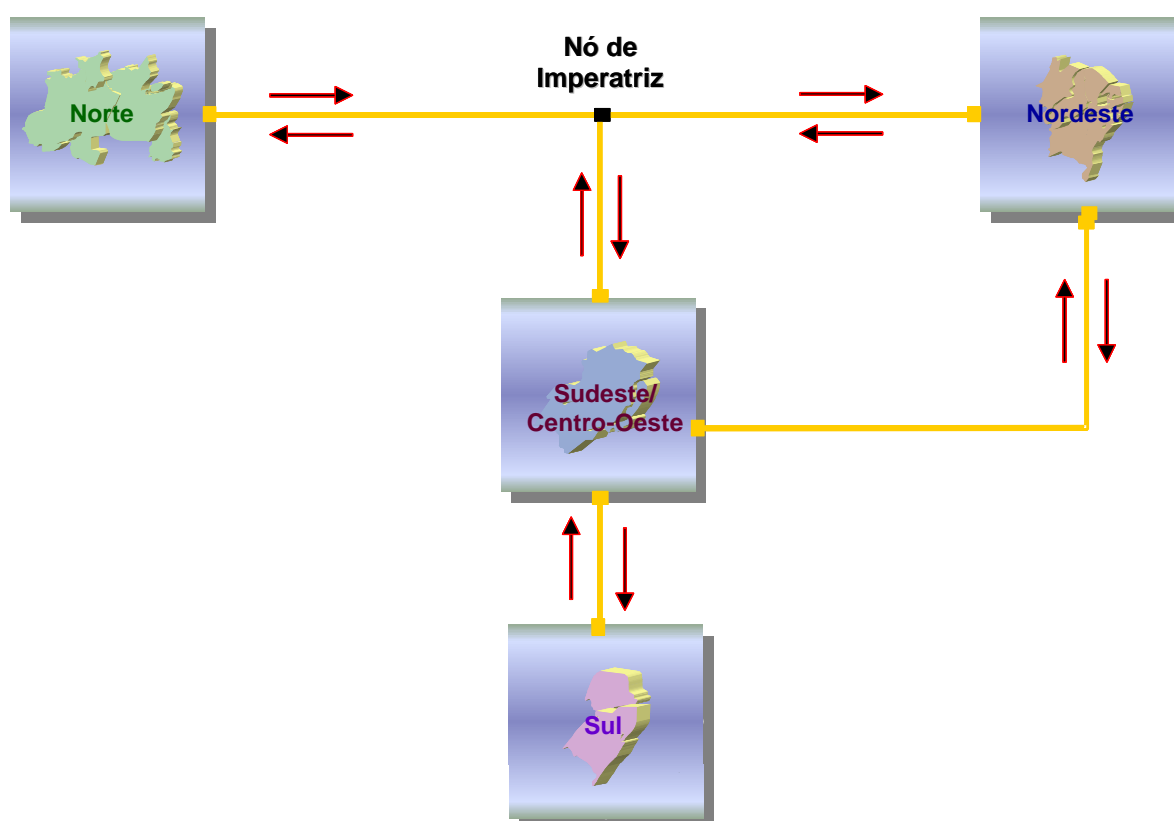 Nó de
Imperatriz
Norte
Nordeste
Sudeste/
Centro-Oeste
Sul